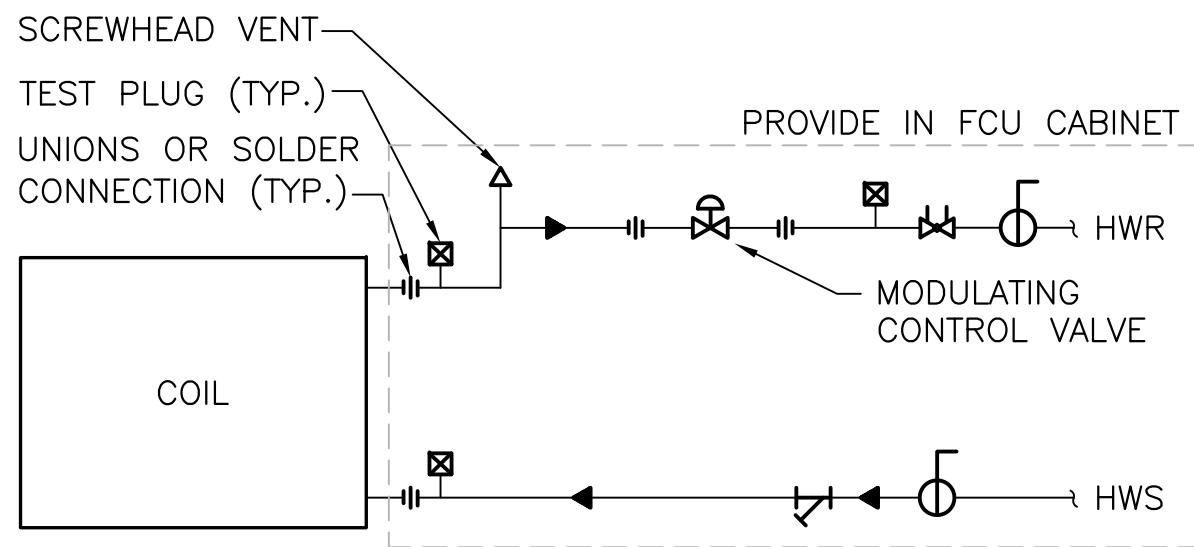 SCREWHEAD VENT
TEST PLUG (TYP.)
PROVIDE IN FCU CABINET
UNIONS OR SOLDER
CONNECTION (TYP.)
HWR
MODULATING
CONTROL VALVE
COIL
HWS